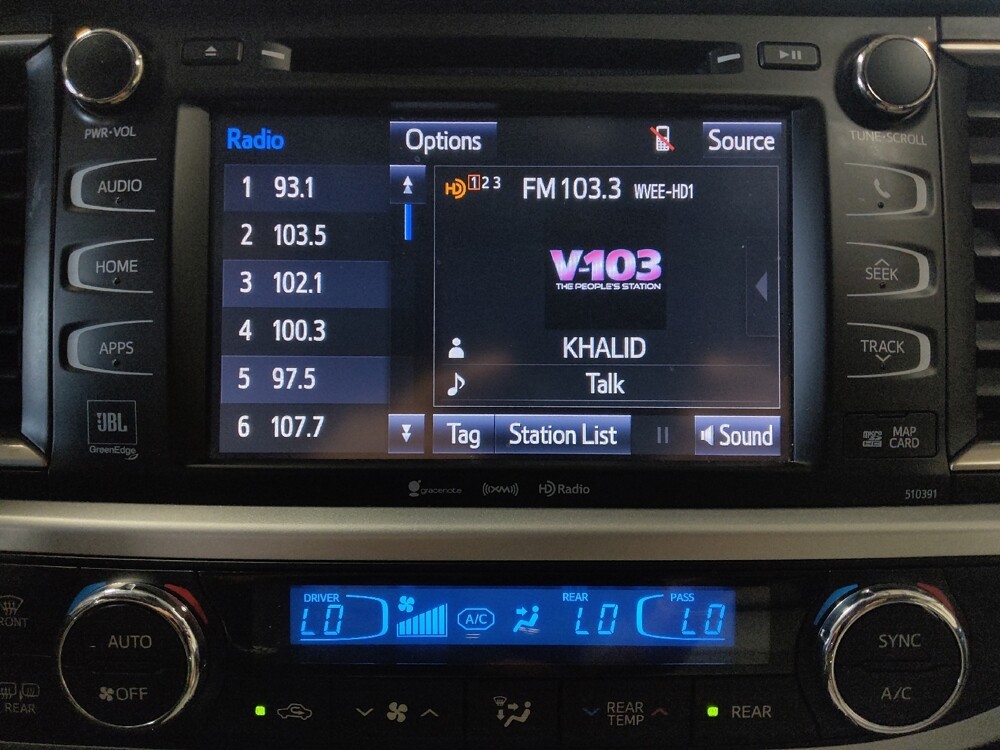 PWR·VOL
AUDIO
HOME
APPS
JBL
GreenEdge
Radio
Options
Source
1 93.1
2 103.5
3 102.1
4 100.3
5 97.5
6 107.7
HD 1 2 3 FM 103.3 WVEE-HD1
V-103
THE PEOPLE'S STATION
KHALID
Talk
Tag
Station List
Sound
TUNE·SCROLL
SEEK
TRACK
MAP
CARD
gracenote
((XM))
HD Radio
510391
DRIVER
LO
A/C
REAR
LO
PASS
LO
RONT
REAR
AUTO
OFF
SYNC
A/C
REAR
TEMP
REAR